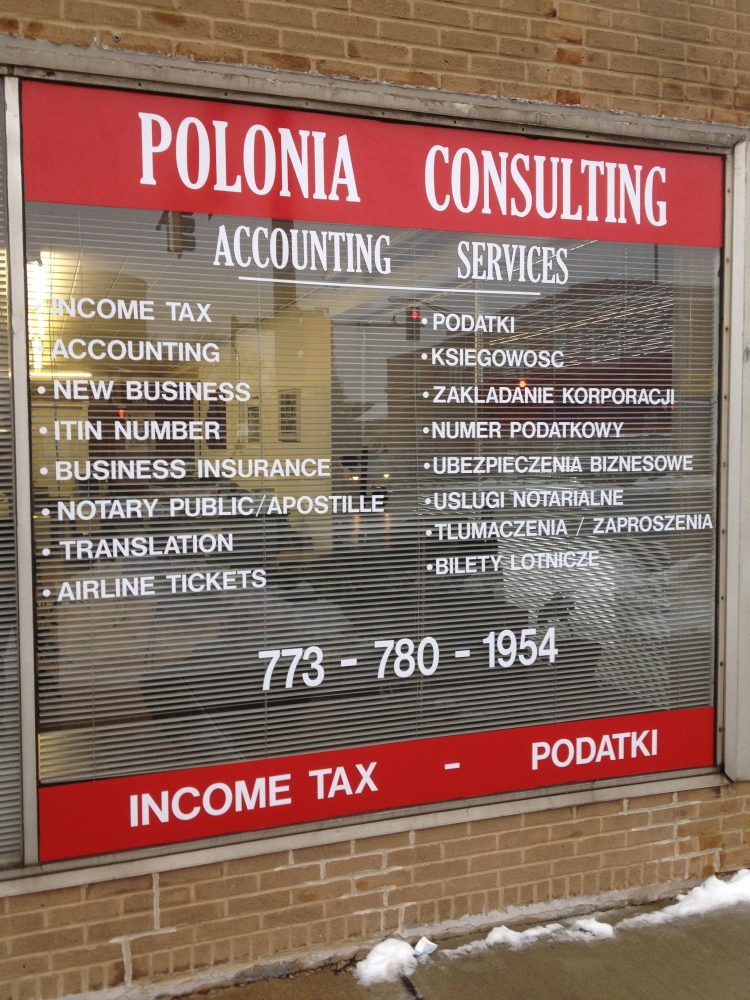 POLONIA CONSULTING
ACCOUNTING SERVICES
• INCOME TAX
• ACCOUNTING
• NEW BUSINESS
• ITIN NUMBER
• BUSINESS INSURANCE
• NOTARY PUBLIC/APOSTILLE
• TRANSLATION
• AIRLINE TICKETS
• PODATKI
• KSIEGOWOSC
• ZAKLADANIE KORPORACJI
• NUMER PODATKOWY
• UBEZPIECZENIA BIZNESOWE
• USLUGI NOTARIALNE
• TLUMACZENIA / ZAPROSZENIA
• BILETY LOTNICZE
773 - 780 - 1954
INCOME TAX - PODATKI